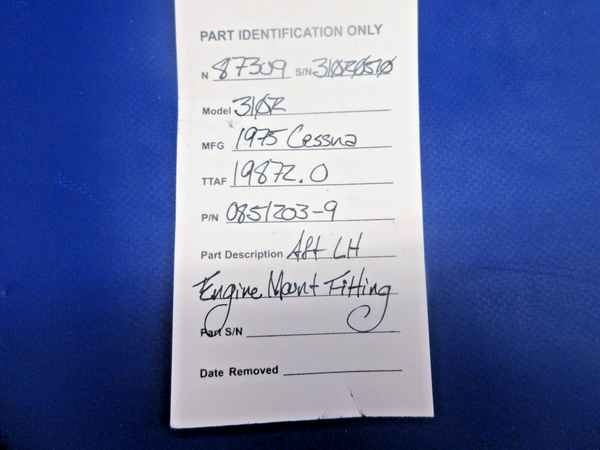 PART IDENTIFICATION ONLY
N 87309 S/N 310R0510
Model 310R
MFG 1975 Cessna
TTAF 19872.0
P/N 0851203-9
Part Description Aft LH
Engine Mount Fitting
Part S/N
Date Removed